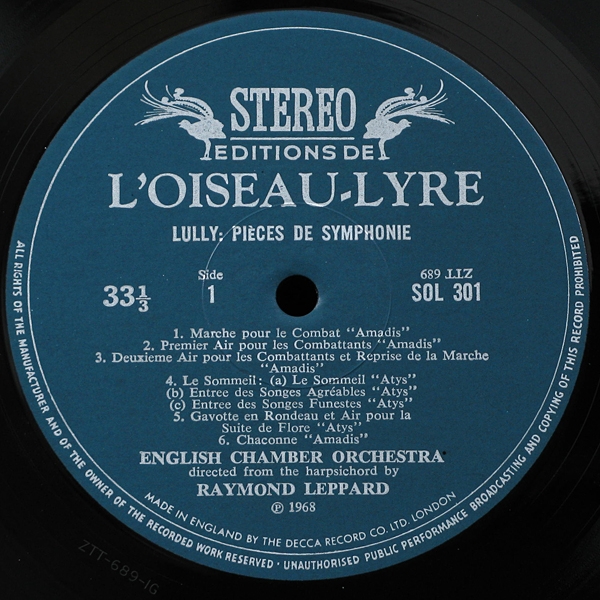 STEREO
EDITIONS DE
L'OISEAU-LYRE
LULLY: PIÈCES DE SYMPHONIE
Side
1
33⅓
ZTT 689
SOL 301
1. Marche pour le Combat "Amadis"
2. Premier Air pour les Combattants "Amadis"
3. Deuxieme Air pour les Combattants et Reprise de la Marche
"Amadis"
4. Le Sommeil: (a) Le Sommeil "Atys"
(b) Entree des Songes Agréables "Atys"
(c) Entree des Songes Funestes "Atys"
5. Gavotte en Rondeau et Air pour la
Suite de Flore "Atys"
6. Chaconne "Amadis"
ENGLISH CHAMBER ORCHESTRA
directed from the harpsichord by
RAYMOND LEPPARD
℗ 1968
MADE IN ENGLAND BY THE DECCA RECORD CO. LTD. LONDON
ALL RIGHTS OF THE MANUFACTURER AND OF THE OWNER OF THE RECORDED WORK RESERVED · UNAUTHORISED PUBLIC PERFORMANCE BROADCASTING AND COPYING OF THIS RECORD PROHIBITED
ZTT-689-1G